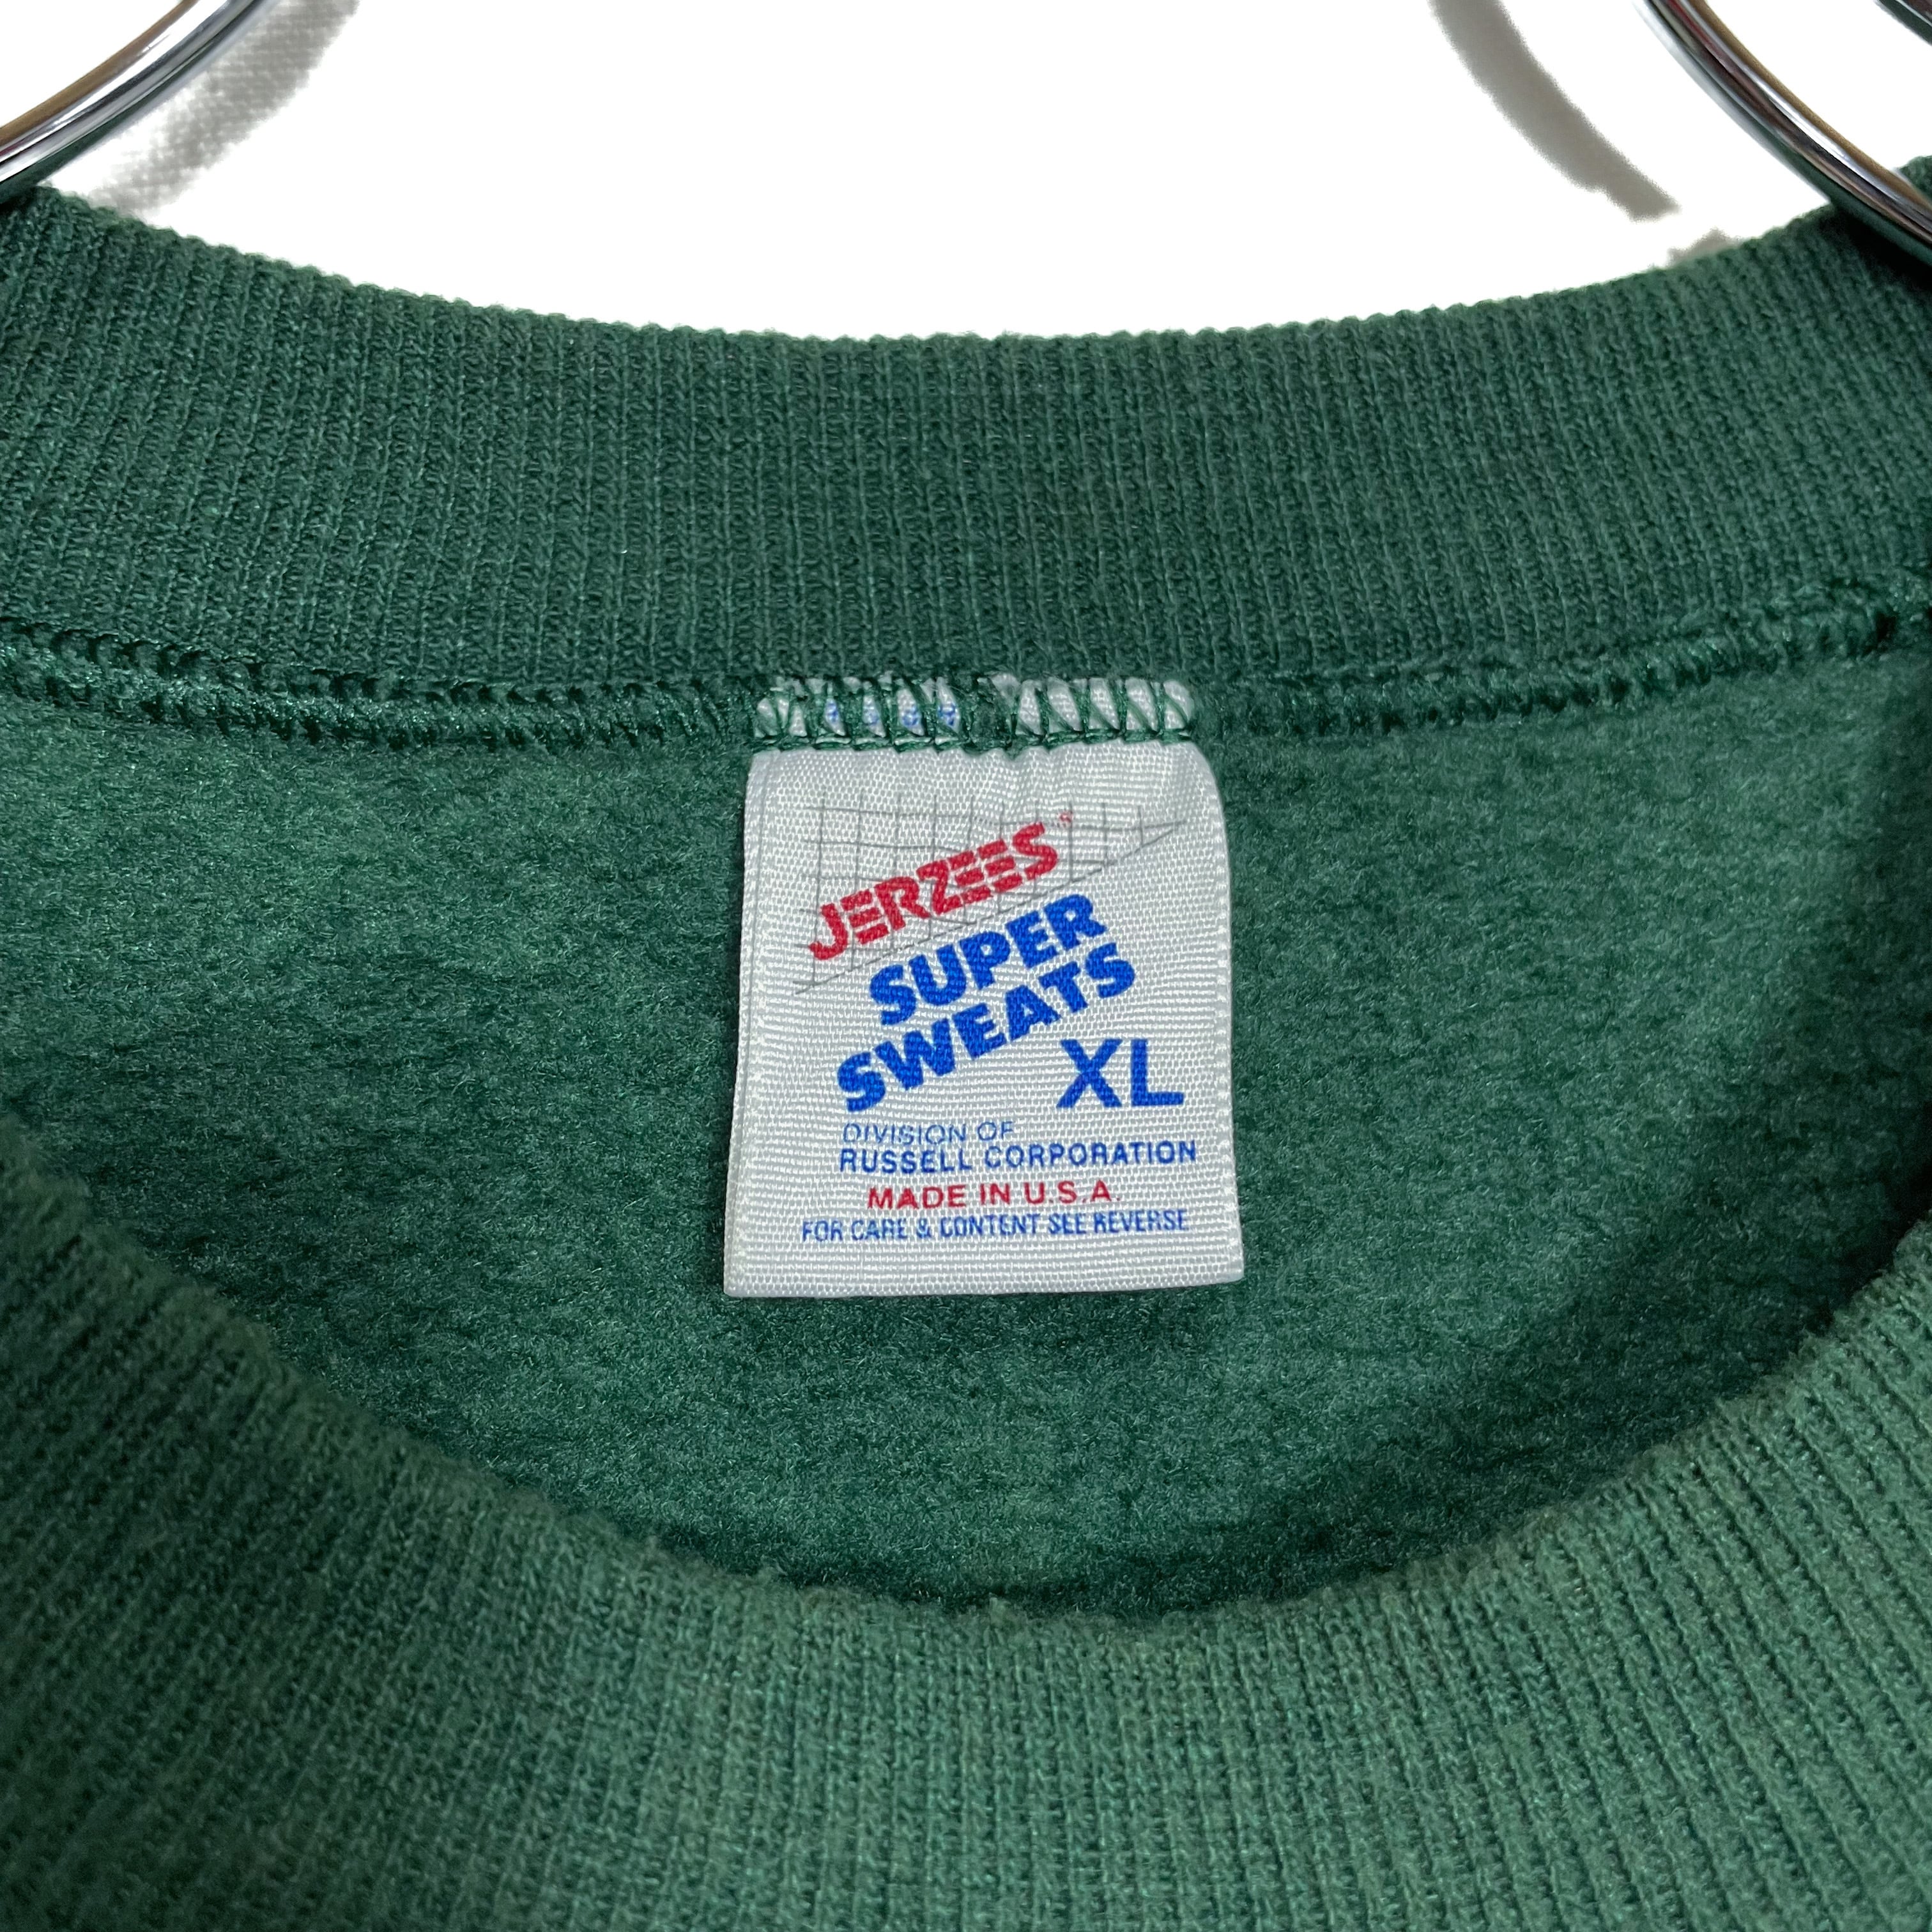 JERZEES®
SUPER
SWEATS
XL
DIVISION OF
RUSSELL CORPORATION
MADE IN U.S.A.
FOR CARE & CONTENT SEE REVERSE